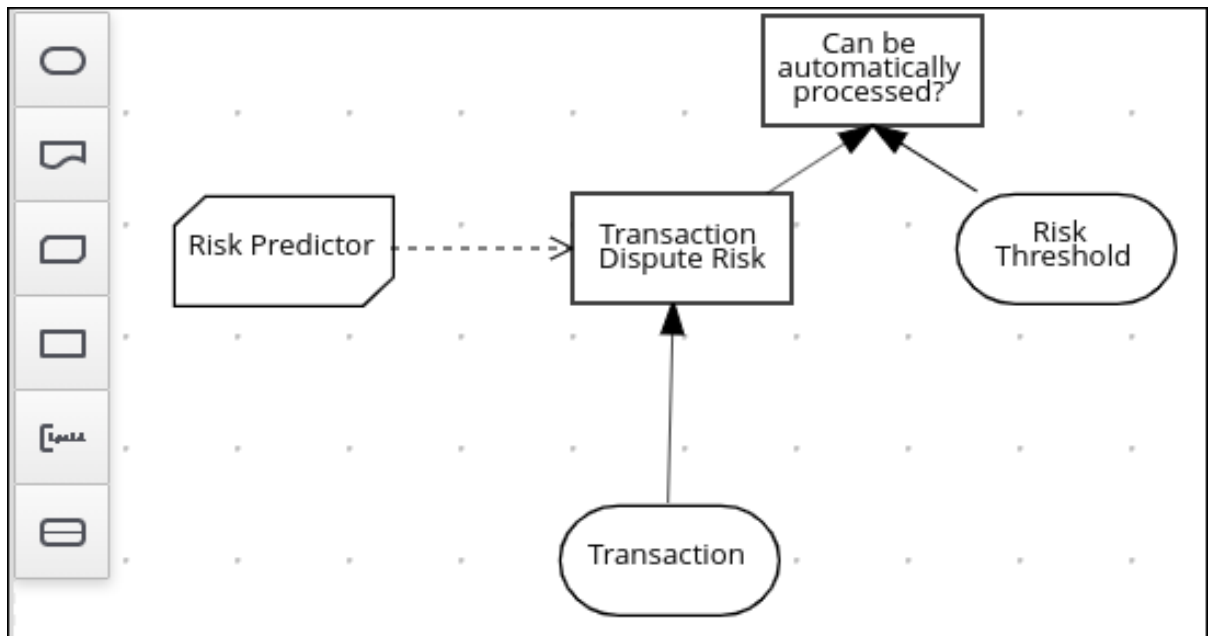 Can be
automatically
processed?
Risk Predictor
Transaction
Dispute Risk
Risk
Threshold
Transaction